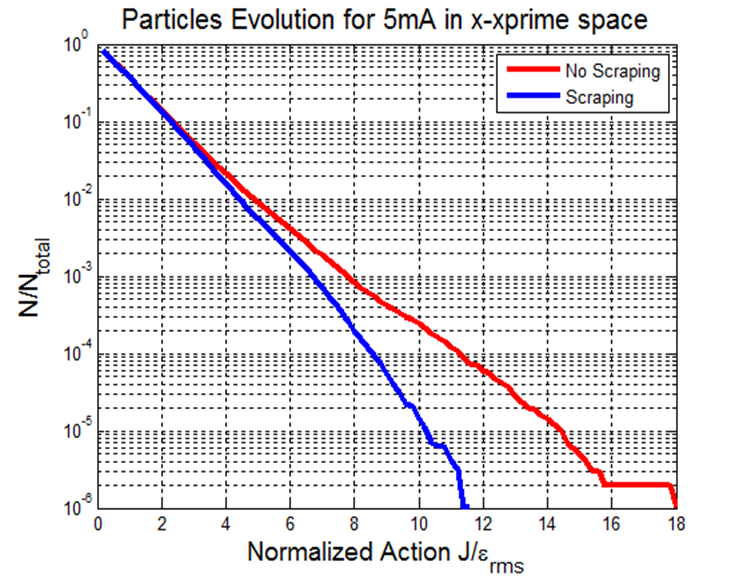 Particles Evolution for 5mA in x-xprime space
10^0
10^-1
10^-2
10^-3
10^-4
10^-5
10^-6
N/N_total
No Scraping
Scraping
0 2 4 6 8 10 12 14 16 18
Normalized Action J/ε_rms